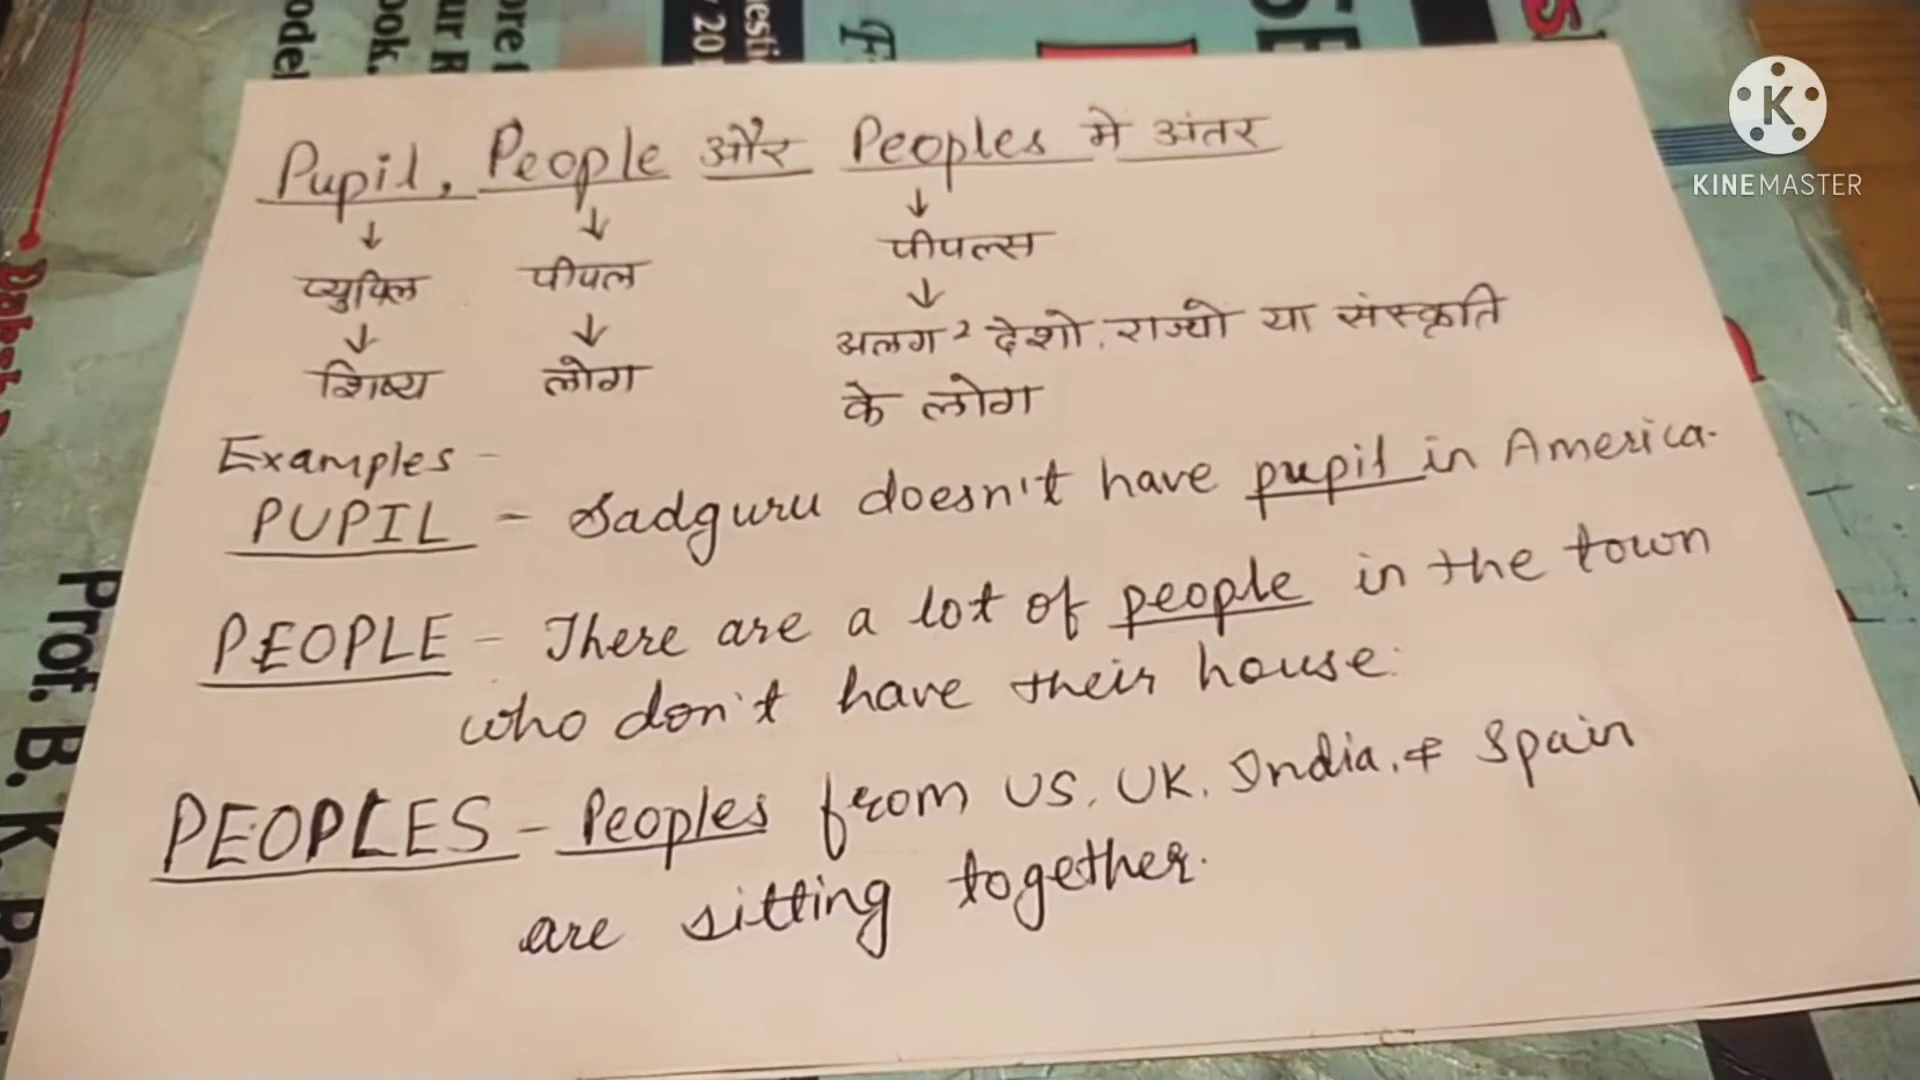 Pupil, People और Peoples मे अंतर
↓ ↓ ↓
प्युपिल पीपल पीपल्स
↓ ↓ ↓
शिष्य लोग अलग² देशो, राज्यो या संस्कृति
के लोग
Examples -
PUPIL - Sadguru doesn't have pupil in America.
PEOPLE - There are a lot of people in the town
who don't have their house.
PEOPLES - Peoples from US, UK, India, & Spain
are sitting together.
K
KINEMASTER
Prof. B. K.